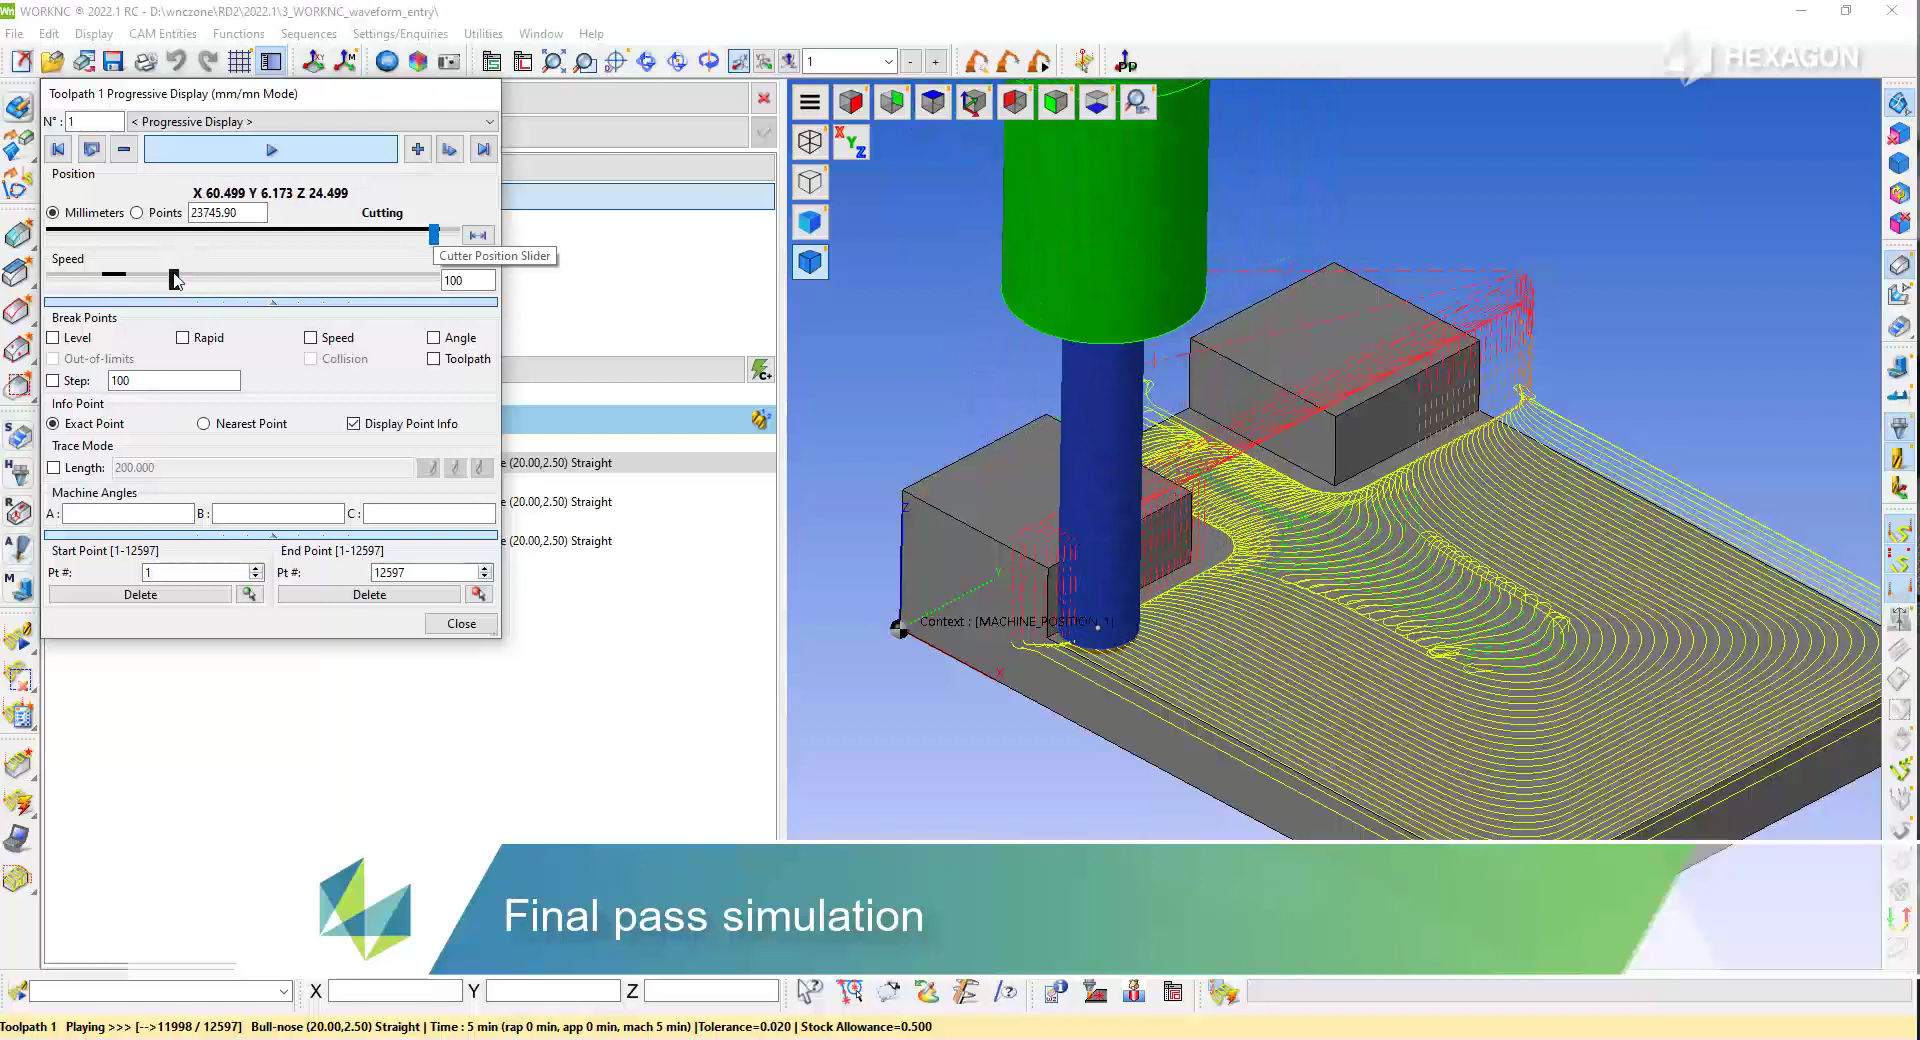 WORKNC ® 2022.1 RC - D:\wnczone\RD2\2022.1\3_WORKNC_waveform_entry\
File Edit Display CAM Entities Functions Sequences Settings/Enquiries Utilities Window Help
1
PP
HEXAGON
Toolpath 1 Progressive Display (mm/mn Mode)
N° : 1 < Progressive Display >
Position
X 60.499 Y 6.173 Z 24.499
Millimeters Points 23745.90 Cutting
Cutter Position Slider
Speed
100
Break Points
Level Rapid Speed Angle
Out-of-limits Collision Toolpath
Step: 100
Info Point
Exact Point Nearest Point Display Point Info
Trace Mode
Length: 200.000
Machine Angles
A : B : C :
Start Point [1-12597] End Point [1-12597]
Pt #: 1 Pt #: 12597
Delete Delete
Close
e (20.00,2.50) Straight
e (20.00,2.50) Straight
e (20.00,2.50) Straight
X Y Z
Z
Y
X
Context : [MACHINE_POSITION_1]
Final pass simulation
X Y Z
Toolpath 1 Playing >>> [-->11998 / 12597] Bull-nose (20.00,2.50) Straight | Time : 5 min (rap 0 min, app 0 min, mach 5 min) |Tolerance=0.020 | Stock Allowance=0.500